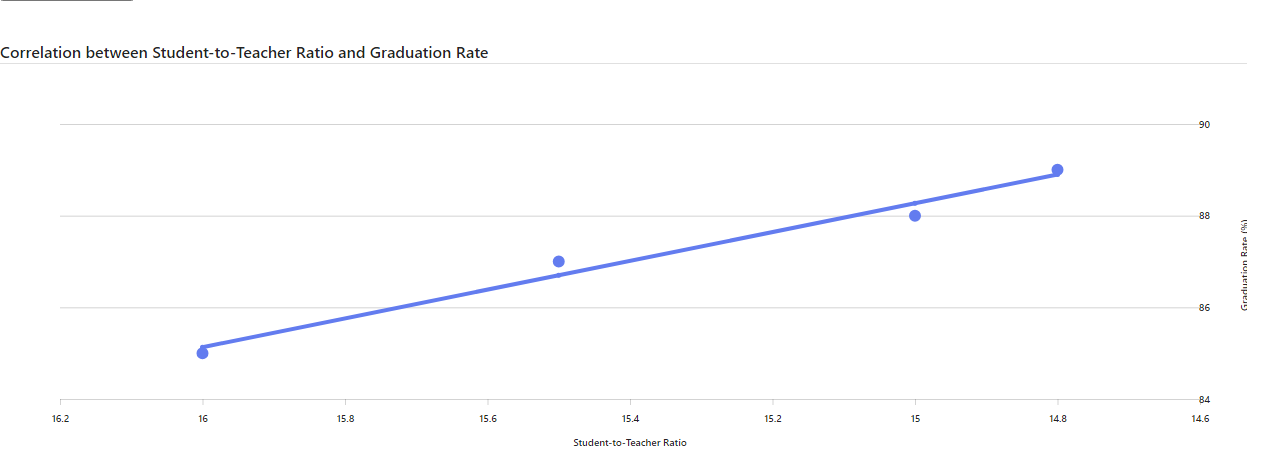 Correlation between Student-to-Teacher Ratio and Graduation Rate
90
88
86
84
Graduation Rate (%)
16.2 16 15.8 15.6 15.4 15.2 15 14.8 14.6
Student-to-Teacher Ratio